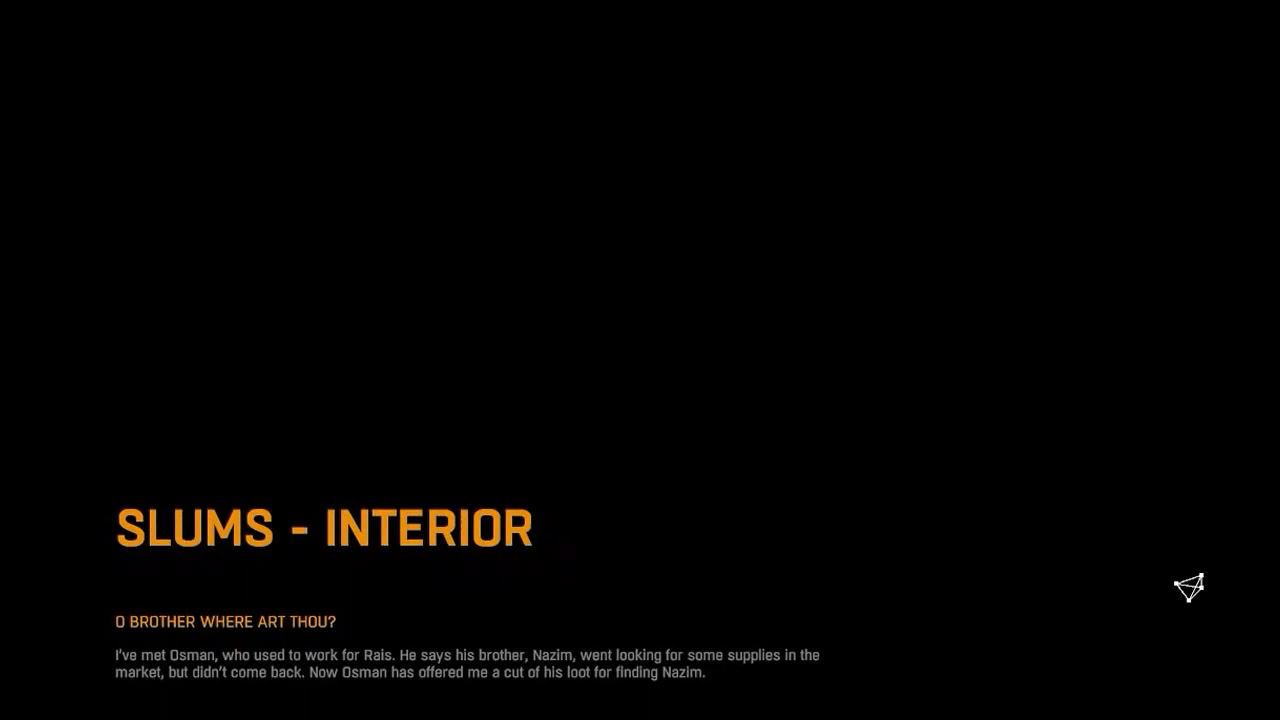 SLUMS - INTERIOR
O BROTHER WHERE ART THOU?
I've met Osman, who used to work for Rais. He says his brother, Nazim, went looking for some supplies in the
market, but didn't come back. Now Osman has offered me a cut of his loot for finding Nazim.